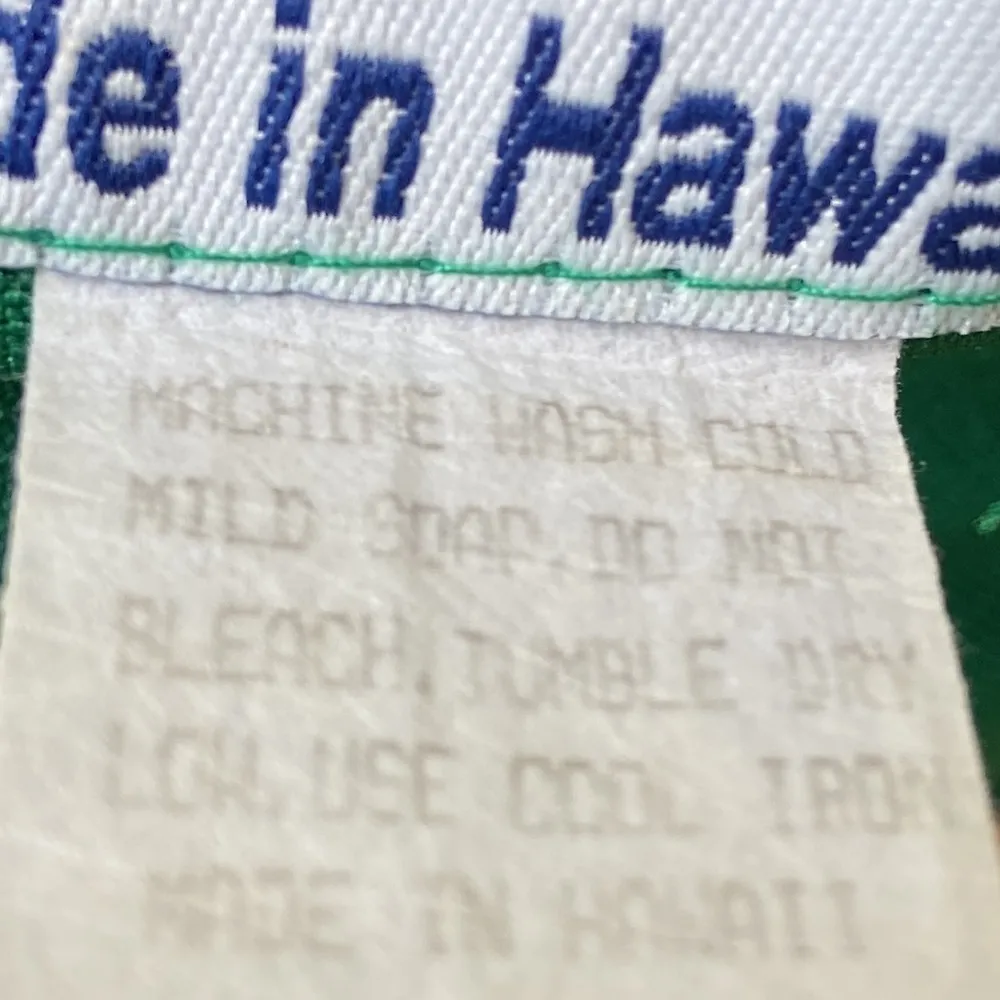 de in Hawa
MACHINE WASH COLD
MILD SOAP.DO NOT
BLEACH.TUMBLE DRY
LOW.USE COOL IRON
MADE IN HAWAII